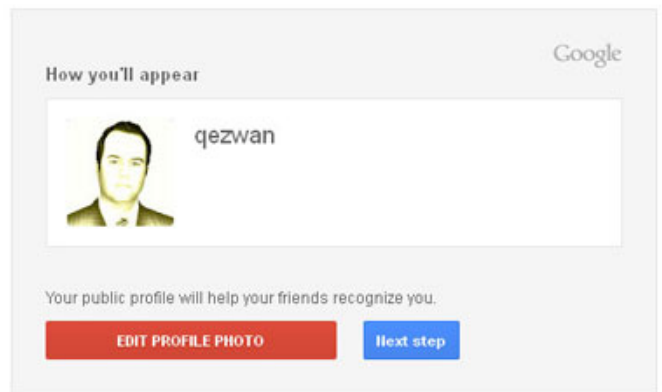 Google
How you'll appear
qezwan
Your public profile will help your friends recognize you.
EDIT PROFILE PHOTO
Next step